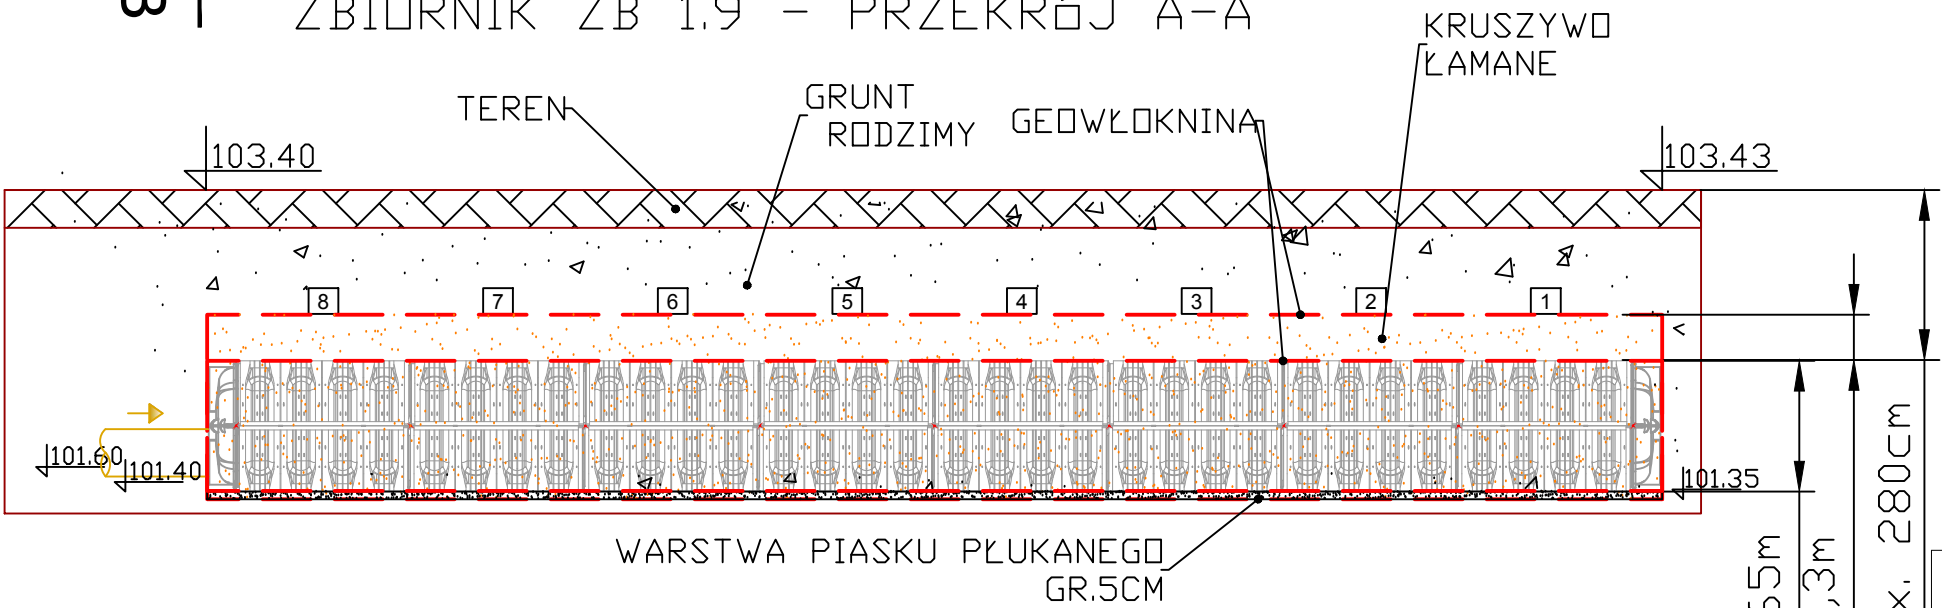 ZBIORNIK ZB 1.9 - PRZEKRÓJ A-A
KRUSZYWO
ŁAMANE
TEREN
GRUNT
RODZIMY
GEOWŁOKNINA
103.40
103.43
8 7 6 5 4 3 2 1
101.60
101.40
101.35
WARSTWA PIASKU PŁUKANEGO
GR.5CM
280cm